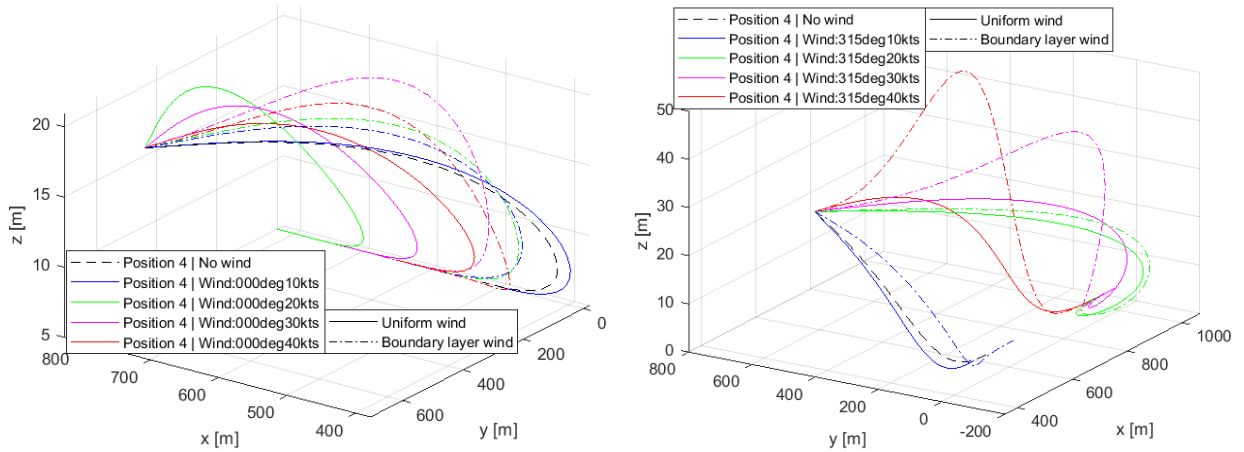 20
15
10
5
z [m]
Position 4 | No wind
Position 4 | Wind:000deg10kts
Position 4 | Wind:000deg20kts
Position 4 | Wind:000deg30kts
Position 4 | Wind:000deg40kts
Uniform wind
Boundary layer wind
800
700
600
500
400
x [m]
0
200
400
600
y [m]
Position 4 | No wind
Position 4 | Wind:315deg10kts
Position 4 | Wind:315deg20kts
Position 4 | Wind:315deg30kts
Position 4 | Wind:315deg40kts
Uniform wind
Boundary layer wind
50
40
30
20
10
0
z [m]
800
600
400
200
0
-200
y [m]
1000
800
600
400
x [m]